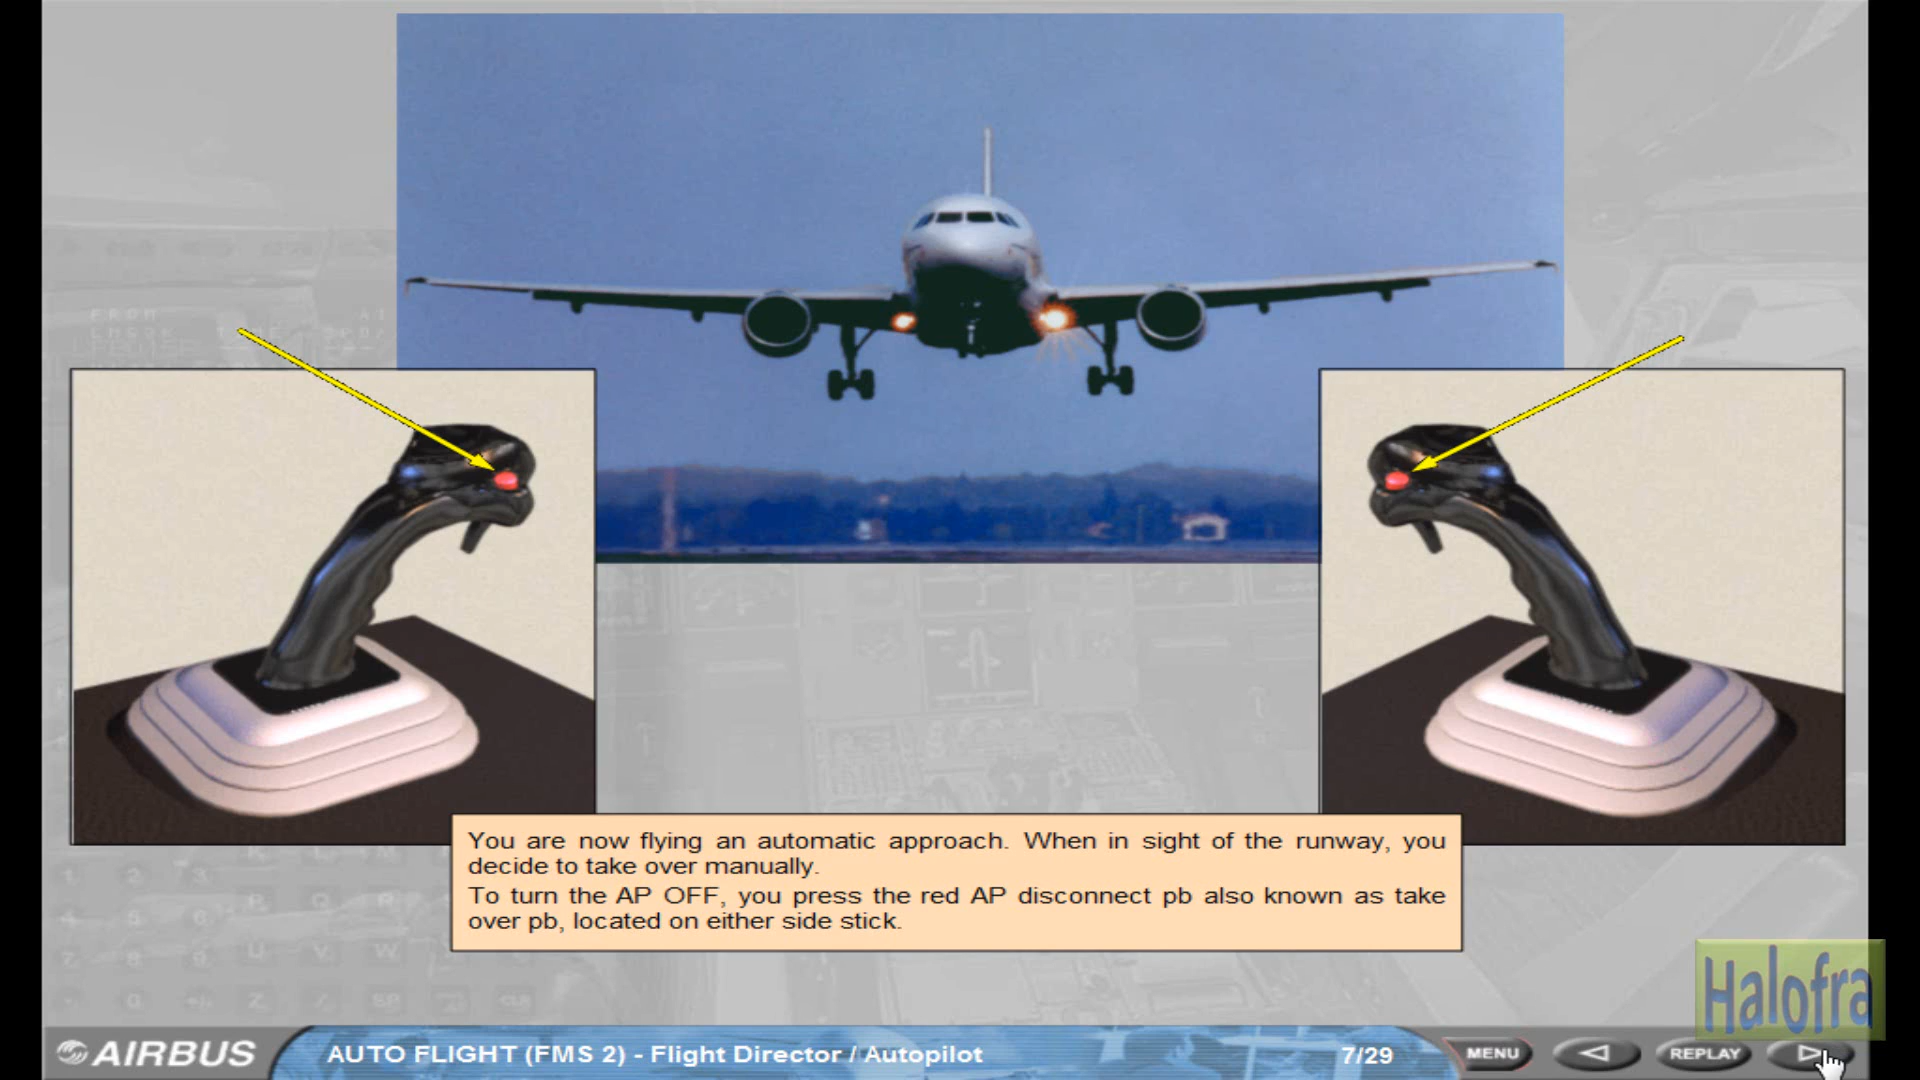 You are now flying an automatic approach. When in sight of the runway, you
decide to take over manually.
To turn the AP OFF, you press the red AP disconnect pb also known as take
over pb, located on either side stick.
Halofra
AIRBUS
AUTO FLIGHT (FMS 2) - Flight Director / Autopilot
7/29
MENU
REPLAY